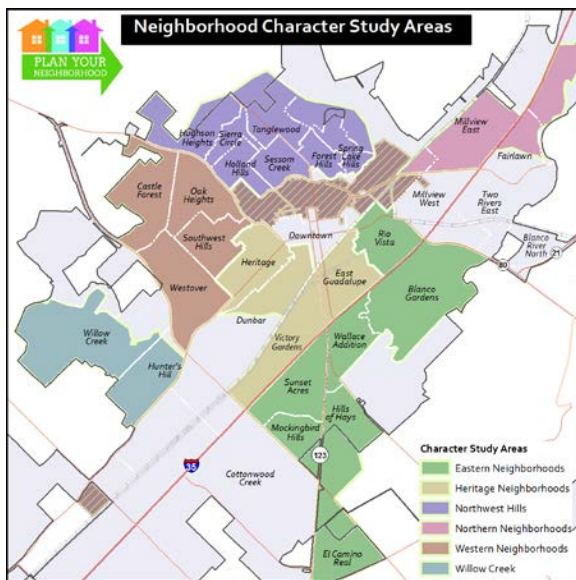 Neighborhood Character Study Areas
PLAN YOUR
NEIGHBORHOOD
Hughson
Heights
Sierra
Circle
Tanglewood
Holland
Hills
Sessom
Creek
Forest
Hills
Spring
Lake
Hills
Millview
East
Fairlawn
Castle
Forest
Oak
Heights
Millview
West
Two
Rivers
East
Southwest
Hills
Downtown
Rio
Vista
Blanco
River
North
21
80
Heritage
East
Guadalupe
Westover
Blanco
Gardens
Dunbar
Willow
Creek
Victory
Gardens
Wallace
Addition
Hunter's
Hill
Sunset
Acres
Hills
of Hays
Mockingbird
Hills
35
Cottonwood
Creek
123
El Camino
Real
Character Study Areas
Eastern Neighborhoods
Heritage Neighborhoods
Northwest Hills
Northern Neighborhoods
Western Neighborhoods
Willow Creek